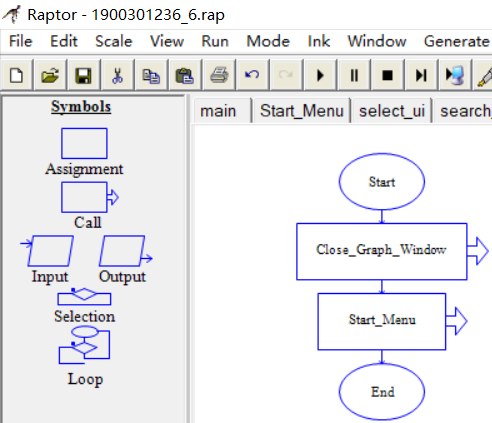 Raptor - 1900301236_6.rap
File Edit Scale View Run Mode Ink Window Generate
Symbols
Assignment
Call
Input Output
Selection
Loop
main Start_Menu select_ui search_
Start
Close_Graph_Window
Start_Menu
End